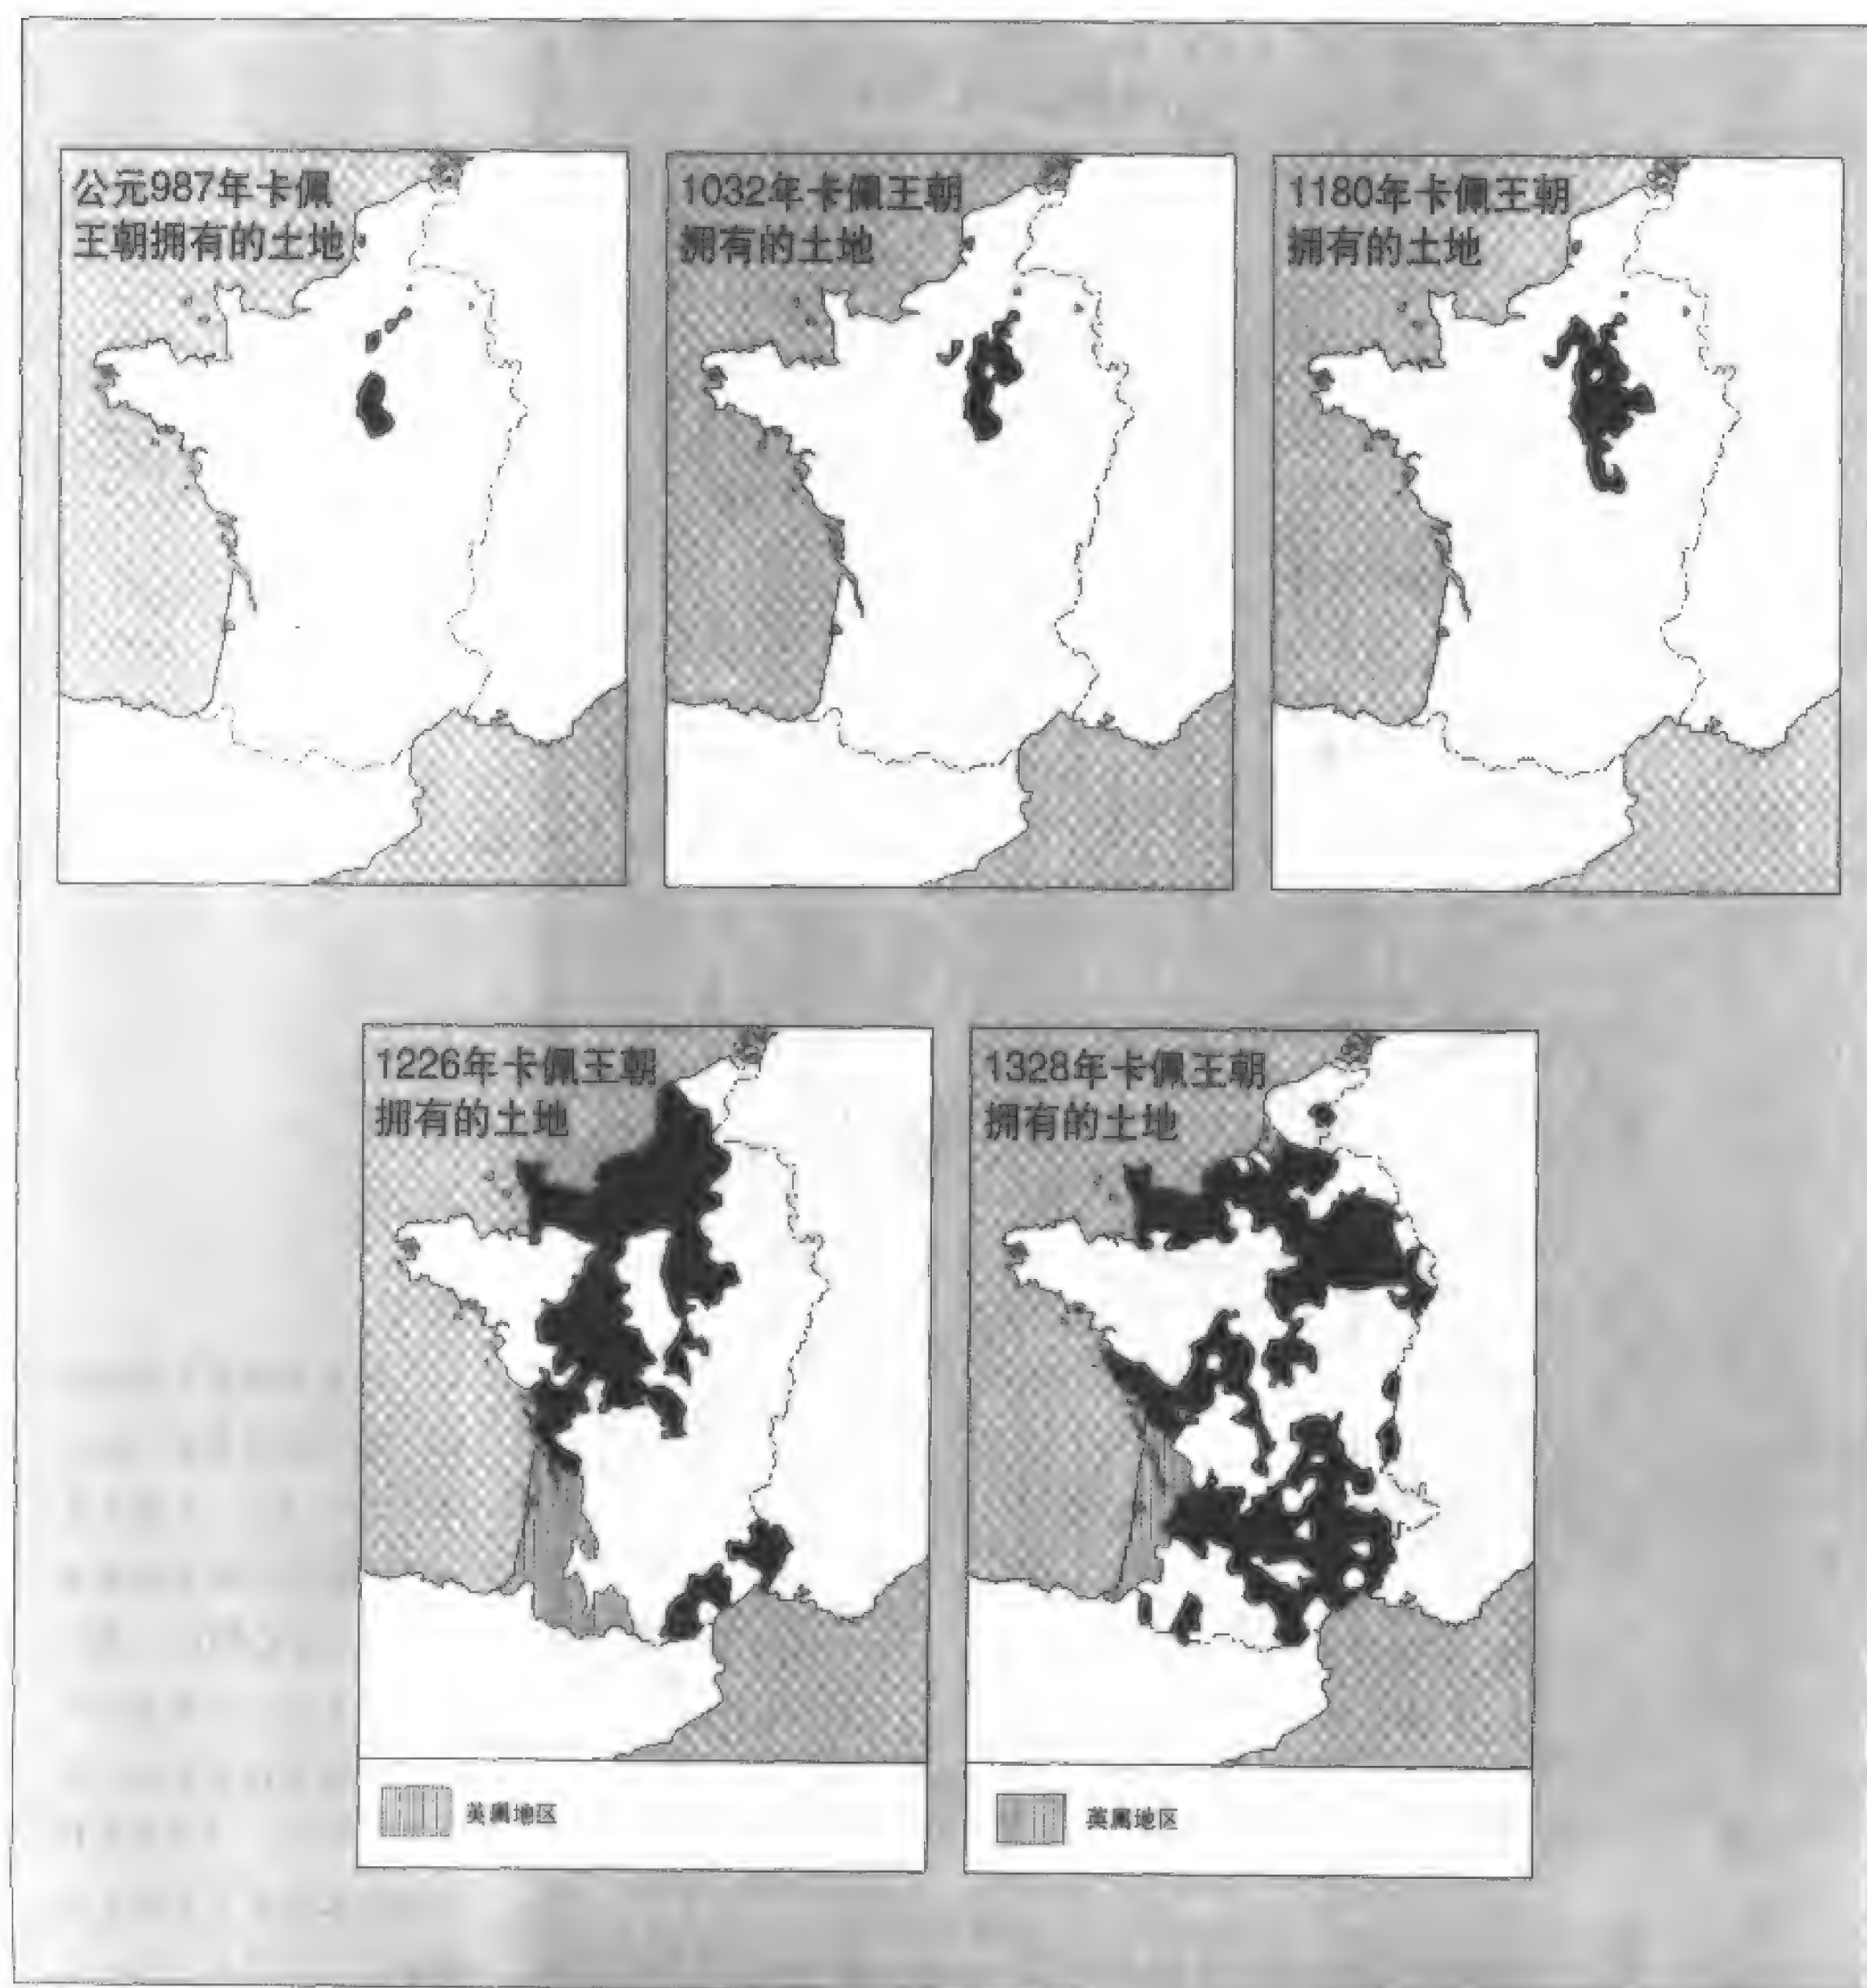 公元987年卡佩
王朝拥有的土地
1032年卡佩王朝
拥有的土地
1180年卡佩王朝
拥有的土地
1226年卡佩王朝
拥有的土地
1328年卡佩王朝
拥有的土地
英属地区
英属地区